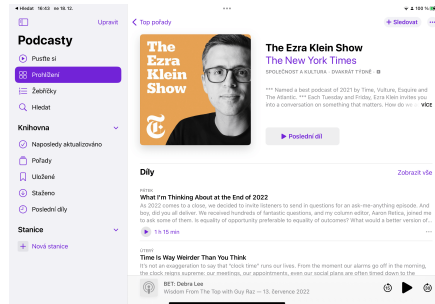 Hledat 16:43 ne 18. 12.
100 %
Upravit
Podcasty
Pusťte si
Prohlížení
Žebříčky
Hledat
Knihovna
Naposledy aktualizováno
Pořady
Uložené
Staženo
Poslední díly
Stanice
Nová stanice
Top pořady
+ Sledovat
The
Ezra
Klein
Show
The Ezra Klein Show
The New York Times
SPOLEČNOST A KULTURA · DVAKRÁT TÝDNĚ ·
*** Named a best podcast of 2021 by Time, Vulture, Esquire and
The Atlantic. *** Each Tuesday and Friday, Ezra Klein invites you
into a conversation on something that matters. How do we VÍCE
Poslední díl
Díly
Zobrazit vše
PÁTEK
What I'm Thinking About at the End of 2022
As 2022 comes to a close, we decided to invite listeners to send in questions for an ask-me-anything episode. And
boy, did you all deliver. We received hundreds of fantastic questions, and my column editor, Aaron Retica, joined me
to ask some of them. Is equality of opportunity preferable to equality of outcomes? What would a better version of…
1 h 15 min
ÚTERÝ
Time Is Way Weirder Than You Think
It's not an exaggeration to say that "clock time" runs our lives. From the moment our alarms go off in the morning,
the clock reigns supreme: our meetings, our appointments, even our social plans are often timed down to the
BET: Debra Lee
Wisdom From The Top with Guy Raz — 13. července 2022